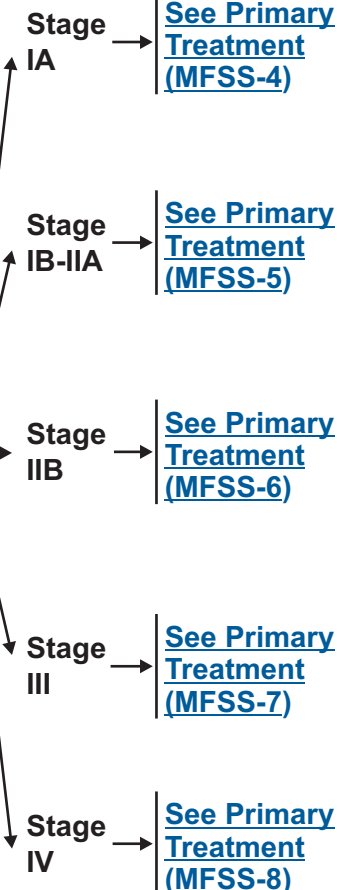 Stage
IA
See Primary
Treatment
(MFSS-4)
Stage
IB-IIA
See Primary
Treatment
(MFSS-5)
Stage
IIB
See Primary
Treatment
(MFSS-6)
Stage
III
See Primary
Treatment
(MFSS-7)
Stage
IV
See Primary
Treatment
(MFSS-8)